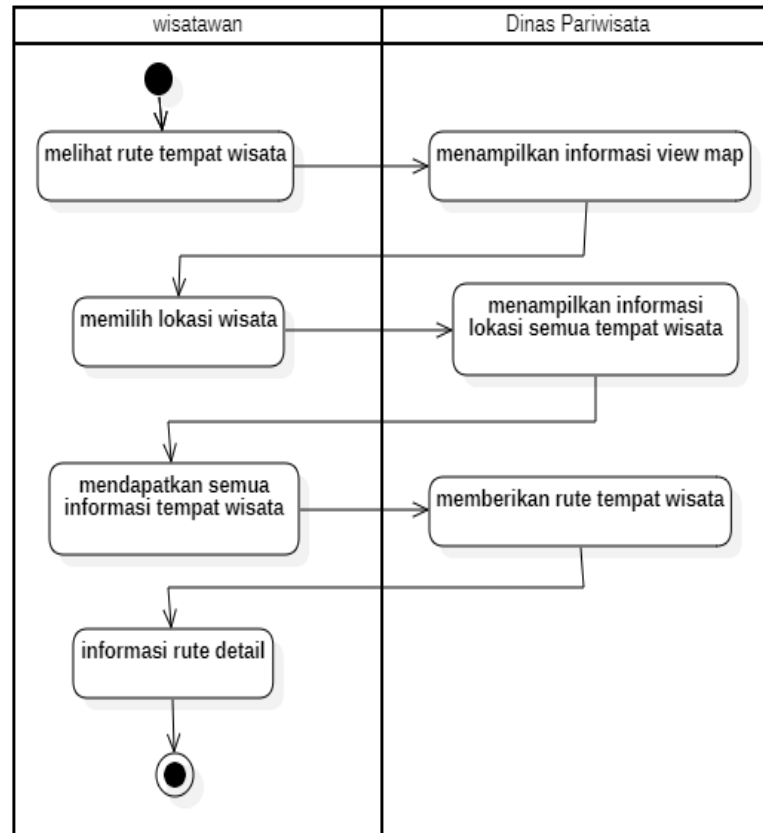 wisatawan
Dinas Pariwisata
melihat rute tempat wisata
menampilkan informasi view map
memilih lokasi wisata
menampilkan informasi
lokasi semua tempat wisata
mendapatkan semua
informasi tempat wisata
memberikan rute tempat wisata
informasi rute detail